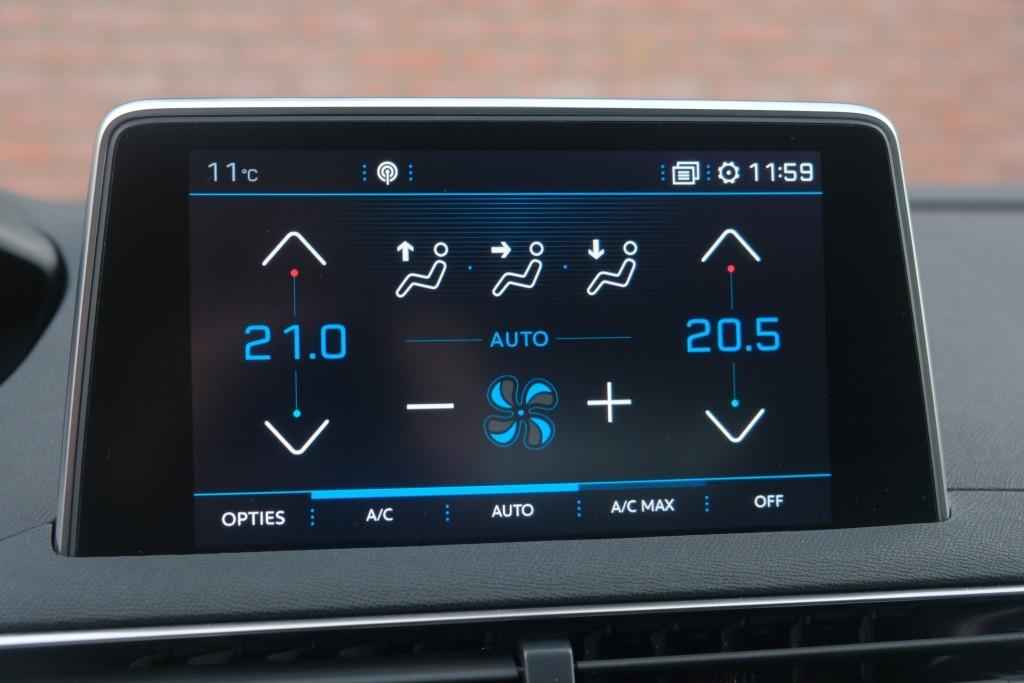 11°C 11:59
21.0 AUTO 20.5
OPTIES A/C AUTO A/C MAX OFF